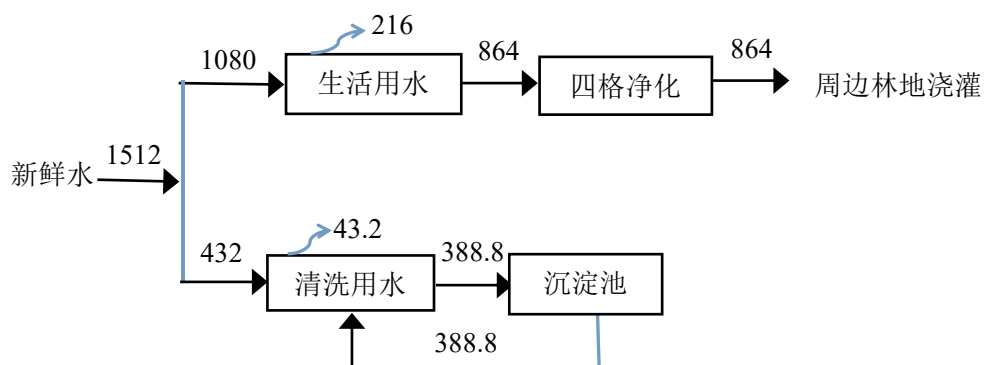 216
1080
864
864
生活用水
四格净化
周边林地浇灌
1512
新鲜水
43.2
432
388.8
清洗用水
沉淀池
388.8